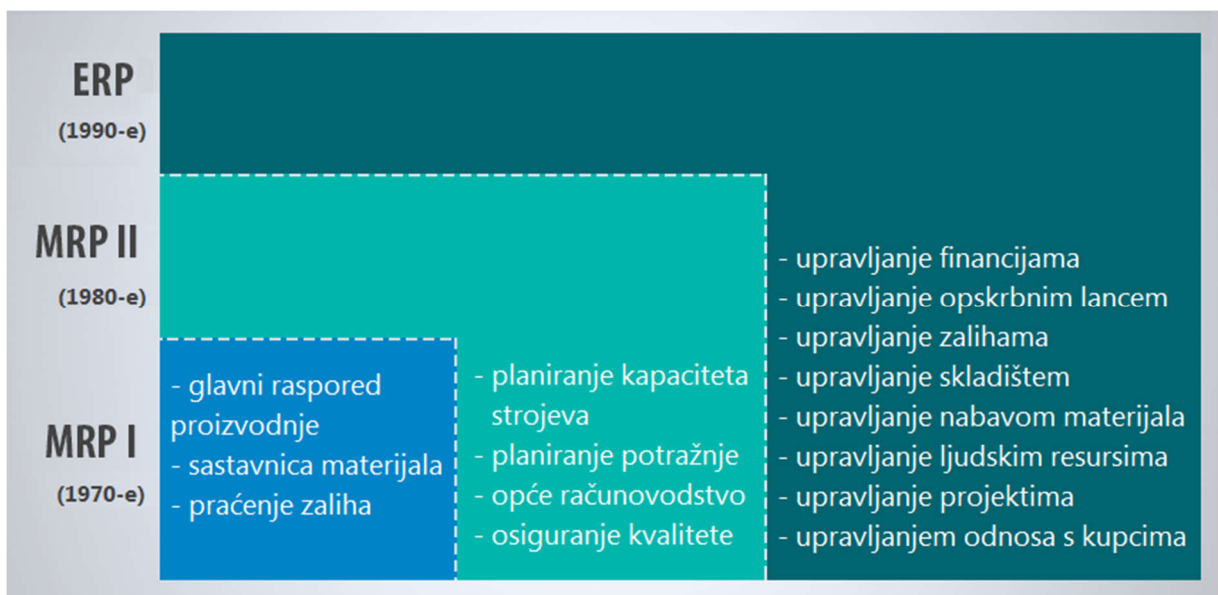 ERP
(1990-e)
MRP II
(1980-e)
MRP I
(1970-e)
- glavni raspored
proizvodnje
- sastavnica materijala
- praćenje zaliha
- planiranje kapaciteta
strojeva
- planiranje potražnje
- opće računovodstvo
- osiguranje kvalitete
- upravljanje financijama
- upravljanje opskrbnim lancem
- upravljanje zalihama
- upravljanje skladištem
- upravljanje nabavom materijala
- upravljanje ljudskim resursima
- upravljanje projektima
- upravljanjem odnosa s kupcima